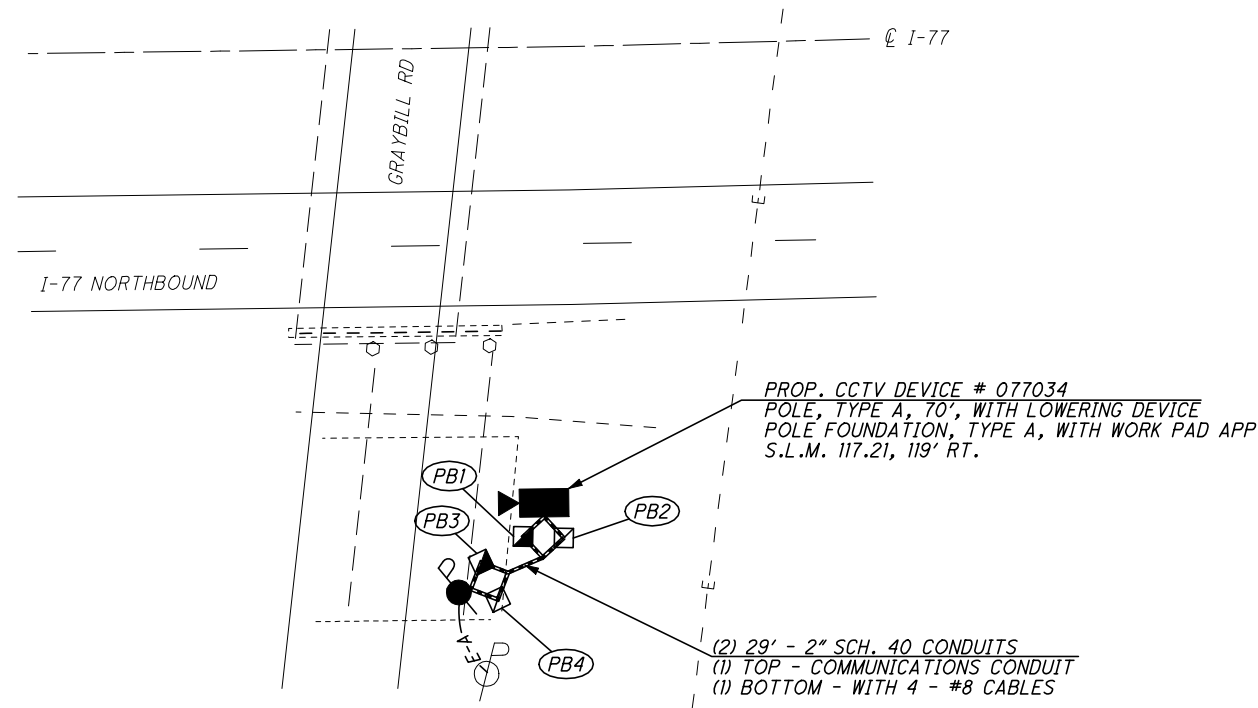 ℄ I-77
GRAYBILL RD
E
I-77 NORTHBOUND
PROP. CCTV DEVICE # 077034
POLE, TYPE A, 70', WITH LOWERING DEVICE
POLE FOUNDATION, TYPE A, WITH WORK PAD APP
S.L.M. 117.21, 119' RT.
PB1
PB2
PB3
P
E
E-A
P
PB4
(2) 29' - 2" SCH. 40 CONDUITS
(1) TOP - COMMUNICATIONS CONDUIT
(1) BOTTOM - WITH 4 - #8 CABLES